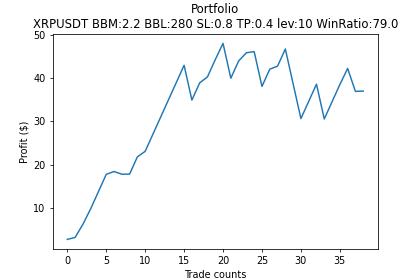 Portfolio
XRPUSDT BBM:2.2 BBL:280 SL:0.8 TP:0.4 lev:10 WinRatio:79.0
Profit ($)
50
40
30
20
10
0 5 10 15 20 25 30 35
Trade counts